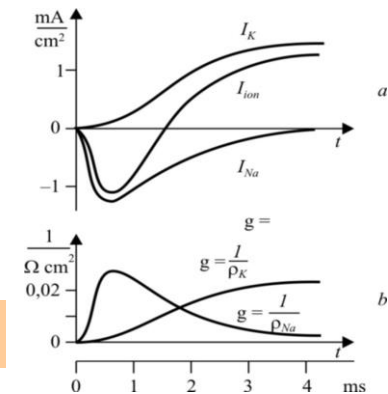 mA
cm²
I_K
1
I_ion
a
0
t
−1
I_Na
g =
1
Ω cm²
g = 1/ρ_K
0,02
b
g = 1/ρ_Na
0
t
0 1 2 3 4 ms